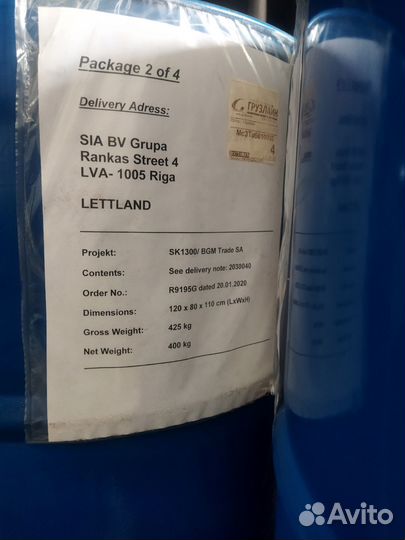 Package 2 of 4
Delivery Adress:
SIA BV Grupa
Rankas Street 4
LVA- 1005 Riga
LETTLAND
Projekt: SK1300/ BGM Trade SA
Contents: See delivery note: 2030040
Order No.: R9195G dated 20.01.2020
Dimensions: 120 x 80 x 110 cm (LxWxH)
Gross Weight: 425 kg
Net Weight: 400 kg
ГРУЗЛАЙН
4
Avito